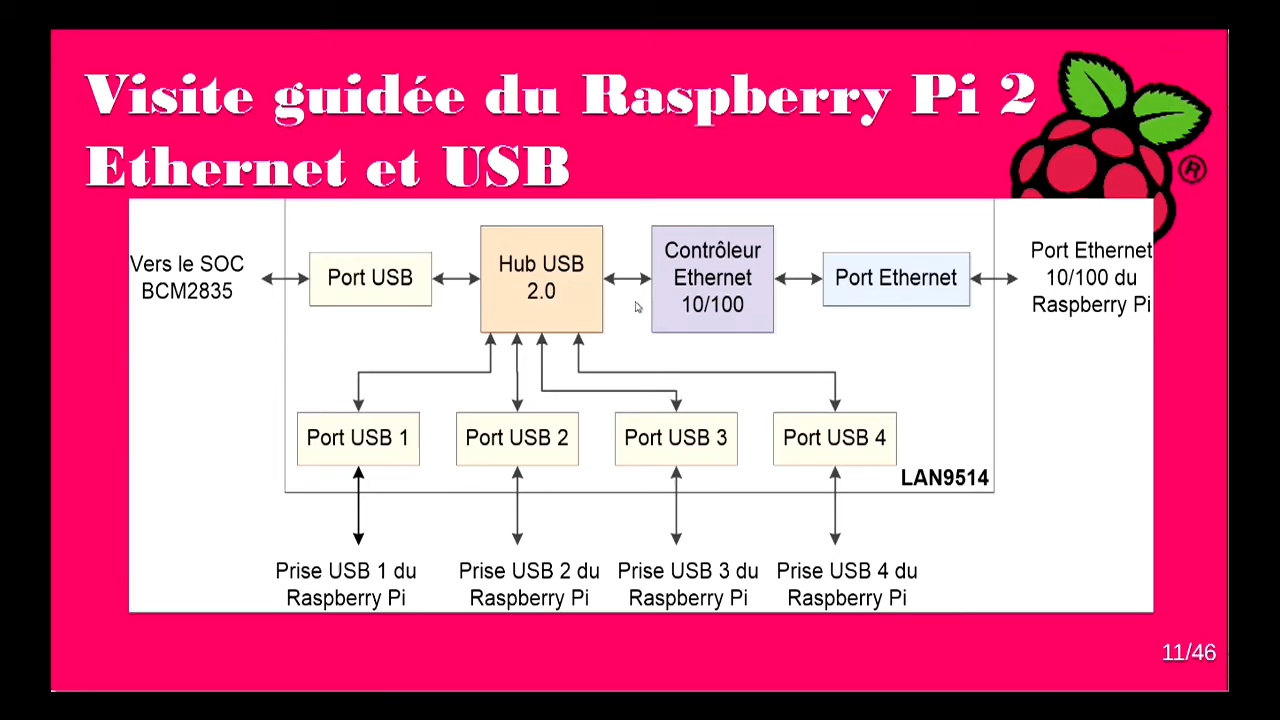 Visite guidée du Raspberry Pi 2
Ethernet et USB
®
Vers le SOC
BCM2835
Port USB
Hub USB
2.0
Contrôleur
Ethernet
10/100
Port Ethernet
Port Ethernet
10/100 du
Raspberry Pi
Port USB 1
Port USB 2
Port USB 3
Port USB 4
LAN9514
Prise USB 1 du
Raspberry Pi
Prise USB 2 du
Raspberry Pi
Prise USB 3 du
Raspberry Pi
Prise USB 4 du
Raspberry Pi
11/46